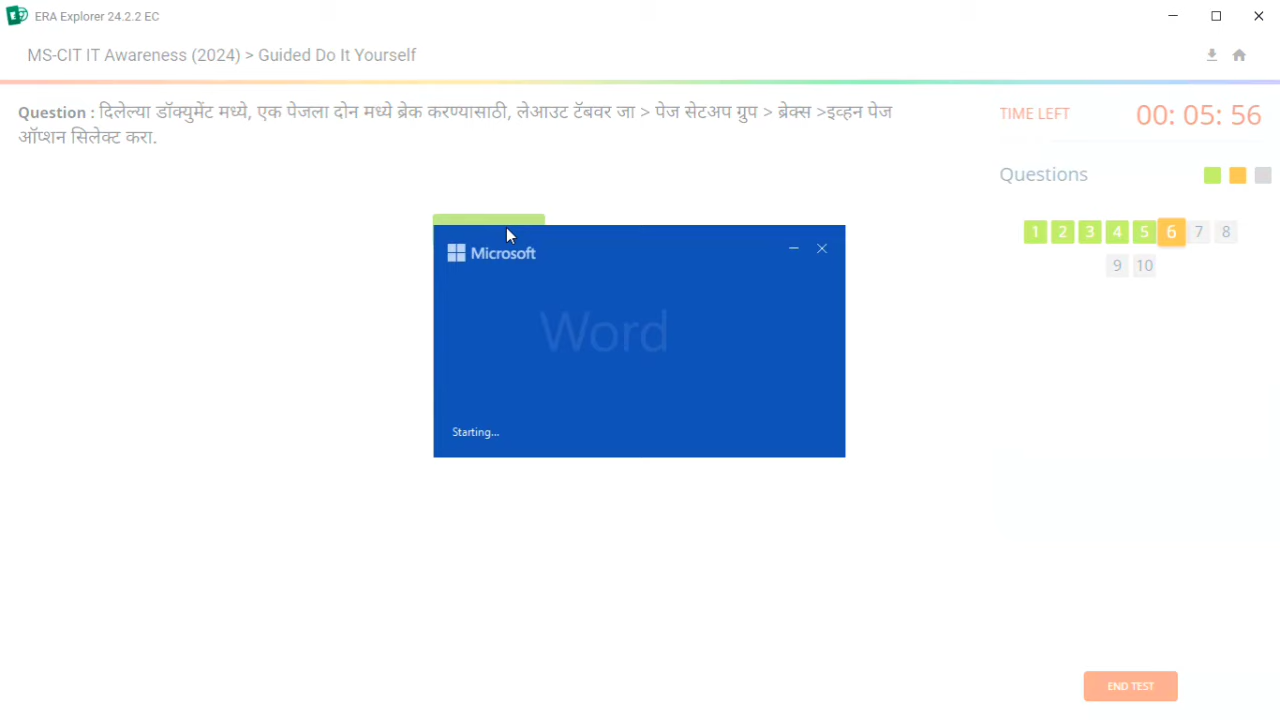 ERA Explorer 24.2.2 EC
MS-CIT IT Awareness (2024) > Guided Do It Yourself
Question : दिलेल्या डॉक्युमेंट मध्ये, एक पेजला दोन मध्ये ब्रेक करण्यासाठी, लेआउट टॅबवर जा > पेज सेटअप ग्रुप > ब्रेक्स >इव्हन पेज
ऑप्शन सिलेक्ट करा.
TIME LEFT
00: 05: 56
Questions
1 2 3 4 5 6 7 8
9 10
Microsoft
Word
Starting...
END TEST